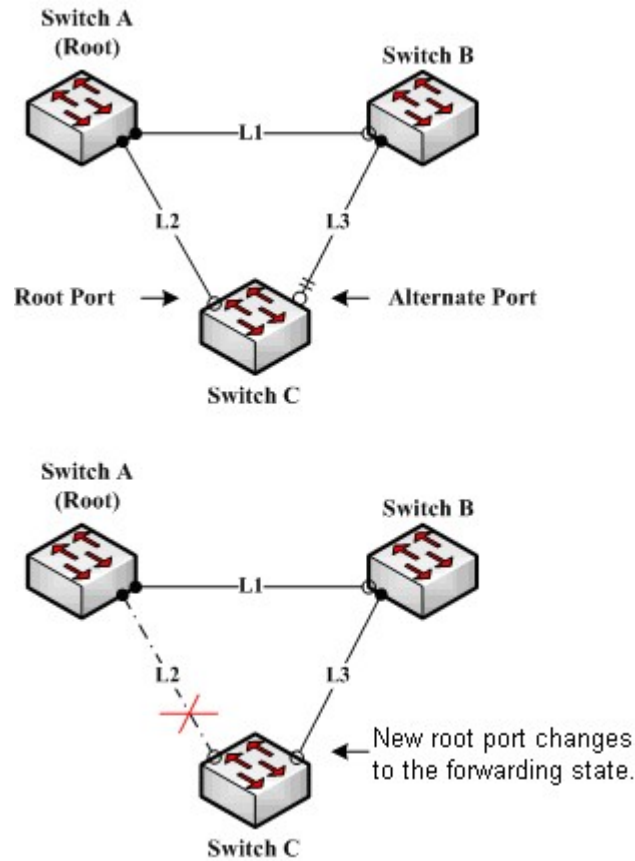 Switch A
(Root)
Switch B
L1
L2
L3
Root Port
Alternate Port
Switch C
Switch A
(Root)
Switch B
L1
L2
L3
New root port changes
to the forwarding state.
Switch C